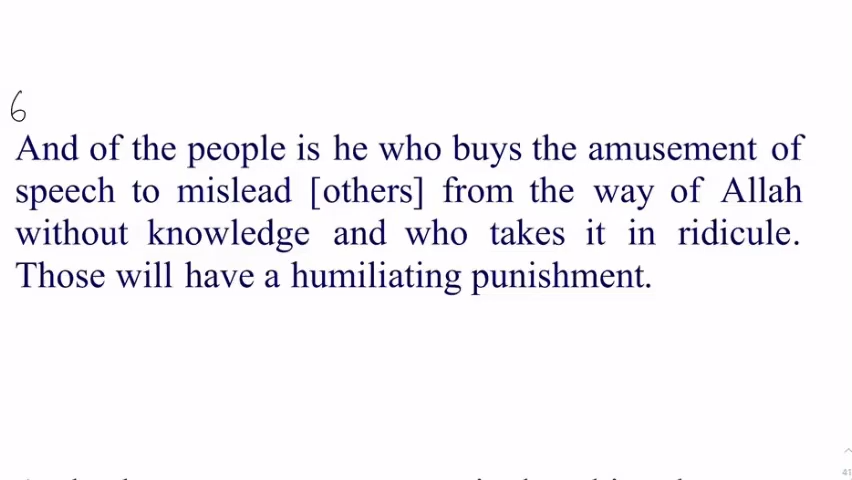 6
And of the people is he who buys the amusement of
speech to mislead [others] from the way of Allah
without knowledge and who takes it in ridicule.
Those will have a humiliating punishment.
41